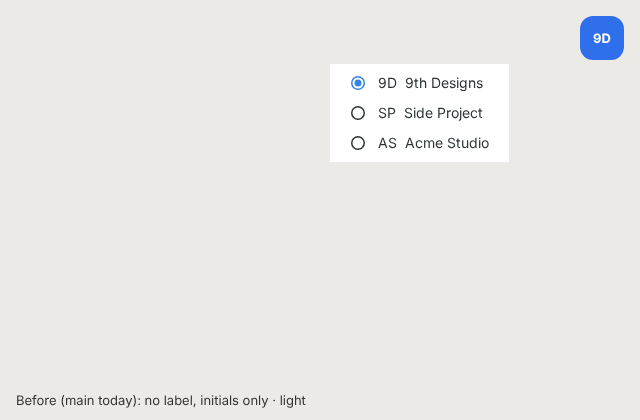 9D
9D 9th Designs
SP Side Project
AS Acme Studio
Before (main today): no label, initials only · light